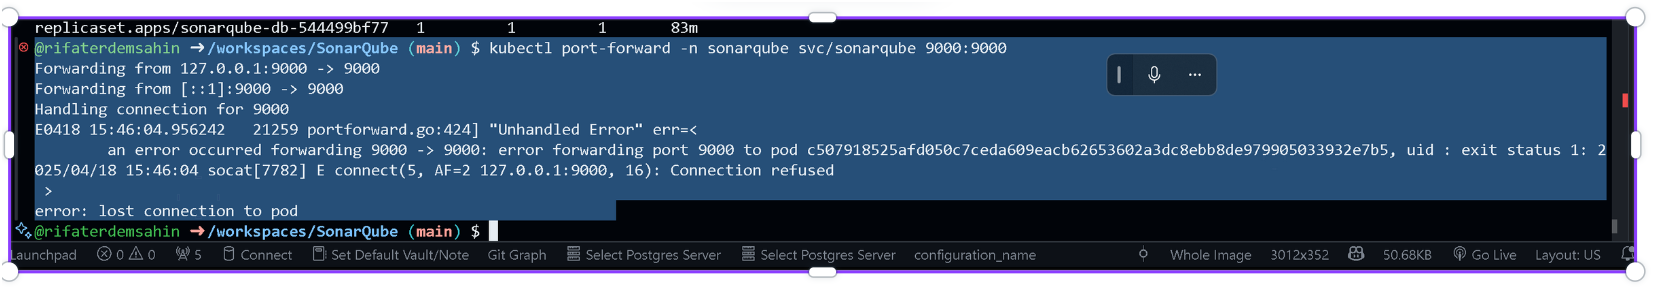 replicaset.apps/sonarqube-db-544499bf77   1         1         1       83m
@rifaterdemsahin ➜/workspaces/SonarQube (main) $ kubectl port-forward -n sonarqube svc/sonarqube 9000:9000
Forwarding from 127.0.0.1:9000 -> 9000
Forwarding from [::1]:9000 -> 9000
Handling connection for 9000
E0418 15:46:04.956242   21259 portforward.go:424] "Unhandled Error" err=<
        an error occurred forwarding 9000 -> 9000: error forwarding port 9000 to pod c507918525afd050c7ceda609eacb62653602a3dc8ebb8de979905033932e7b5, uid : exit status 1: 2
025/04/18 15:46:04 socat[7782] E connect(5, AF=2 127.0.0.1:9000, 16): Connection refused
 >
error: lost connection to pod
@rifaterdemsahin ➜/workspaces/SonarQube (main) $
Launchpad 0 0 5 Connect Set Default Vault/Note Git Graph Select Postgres Server Select Postgres Server configuration_name Whole Image 3012x352 50.68KB Go Live Layout: US